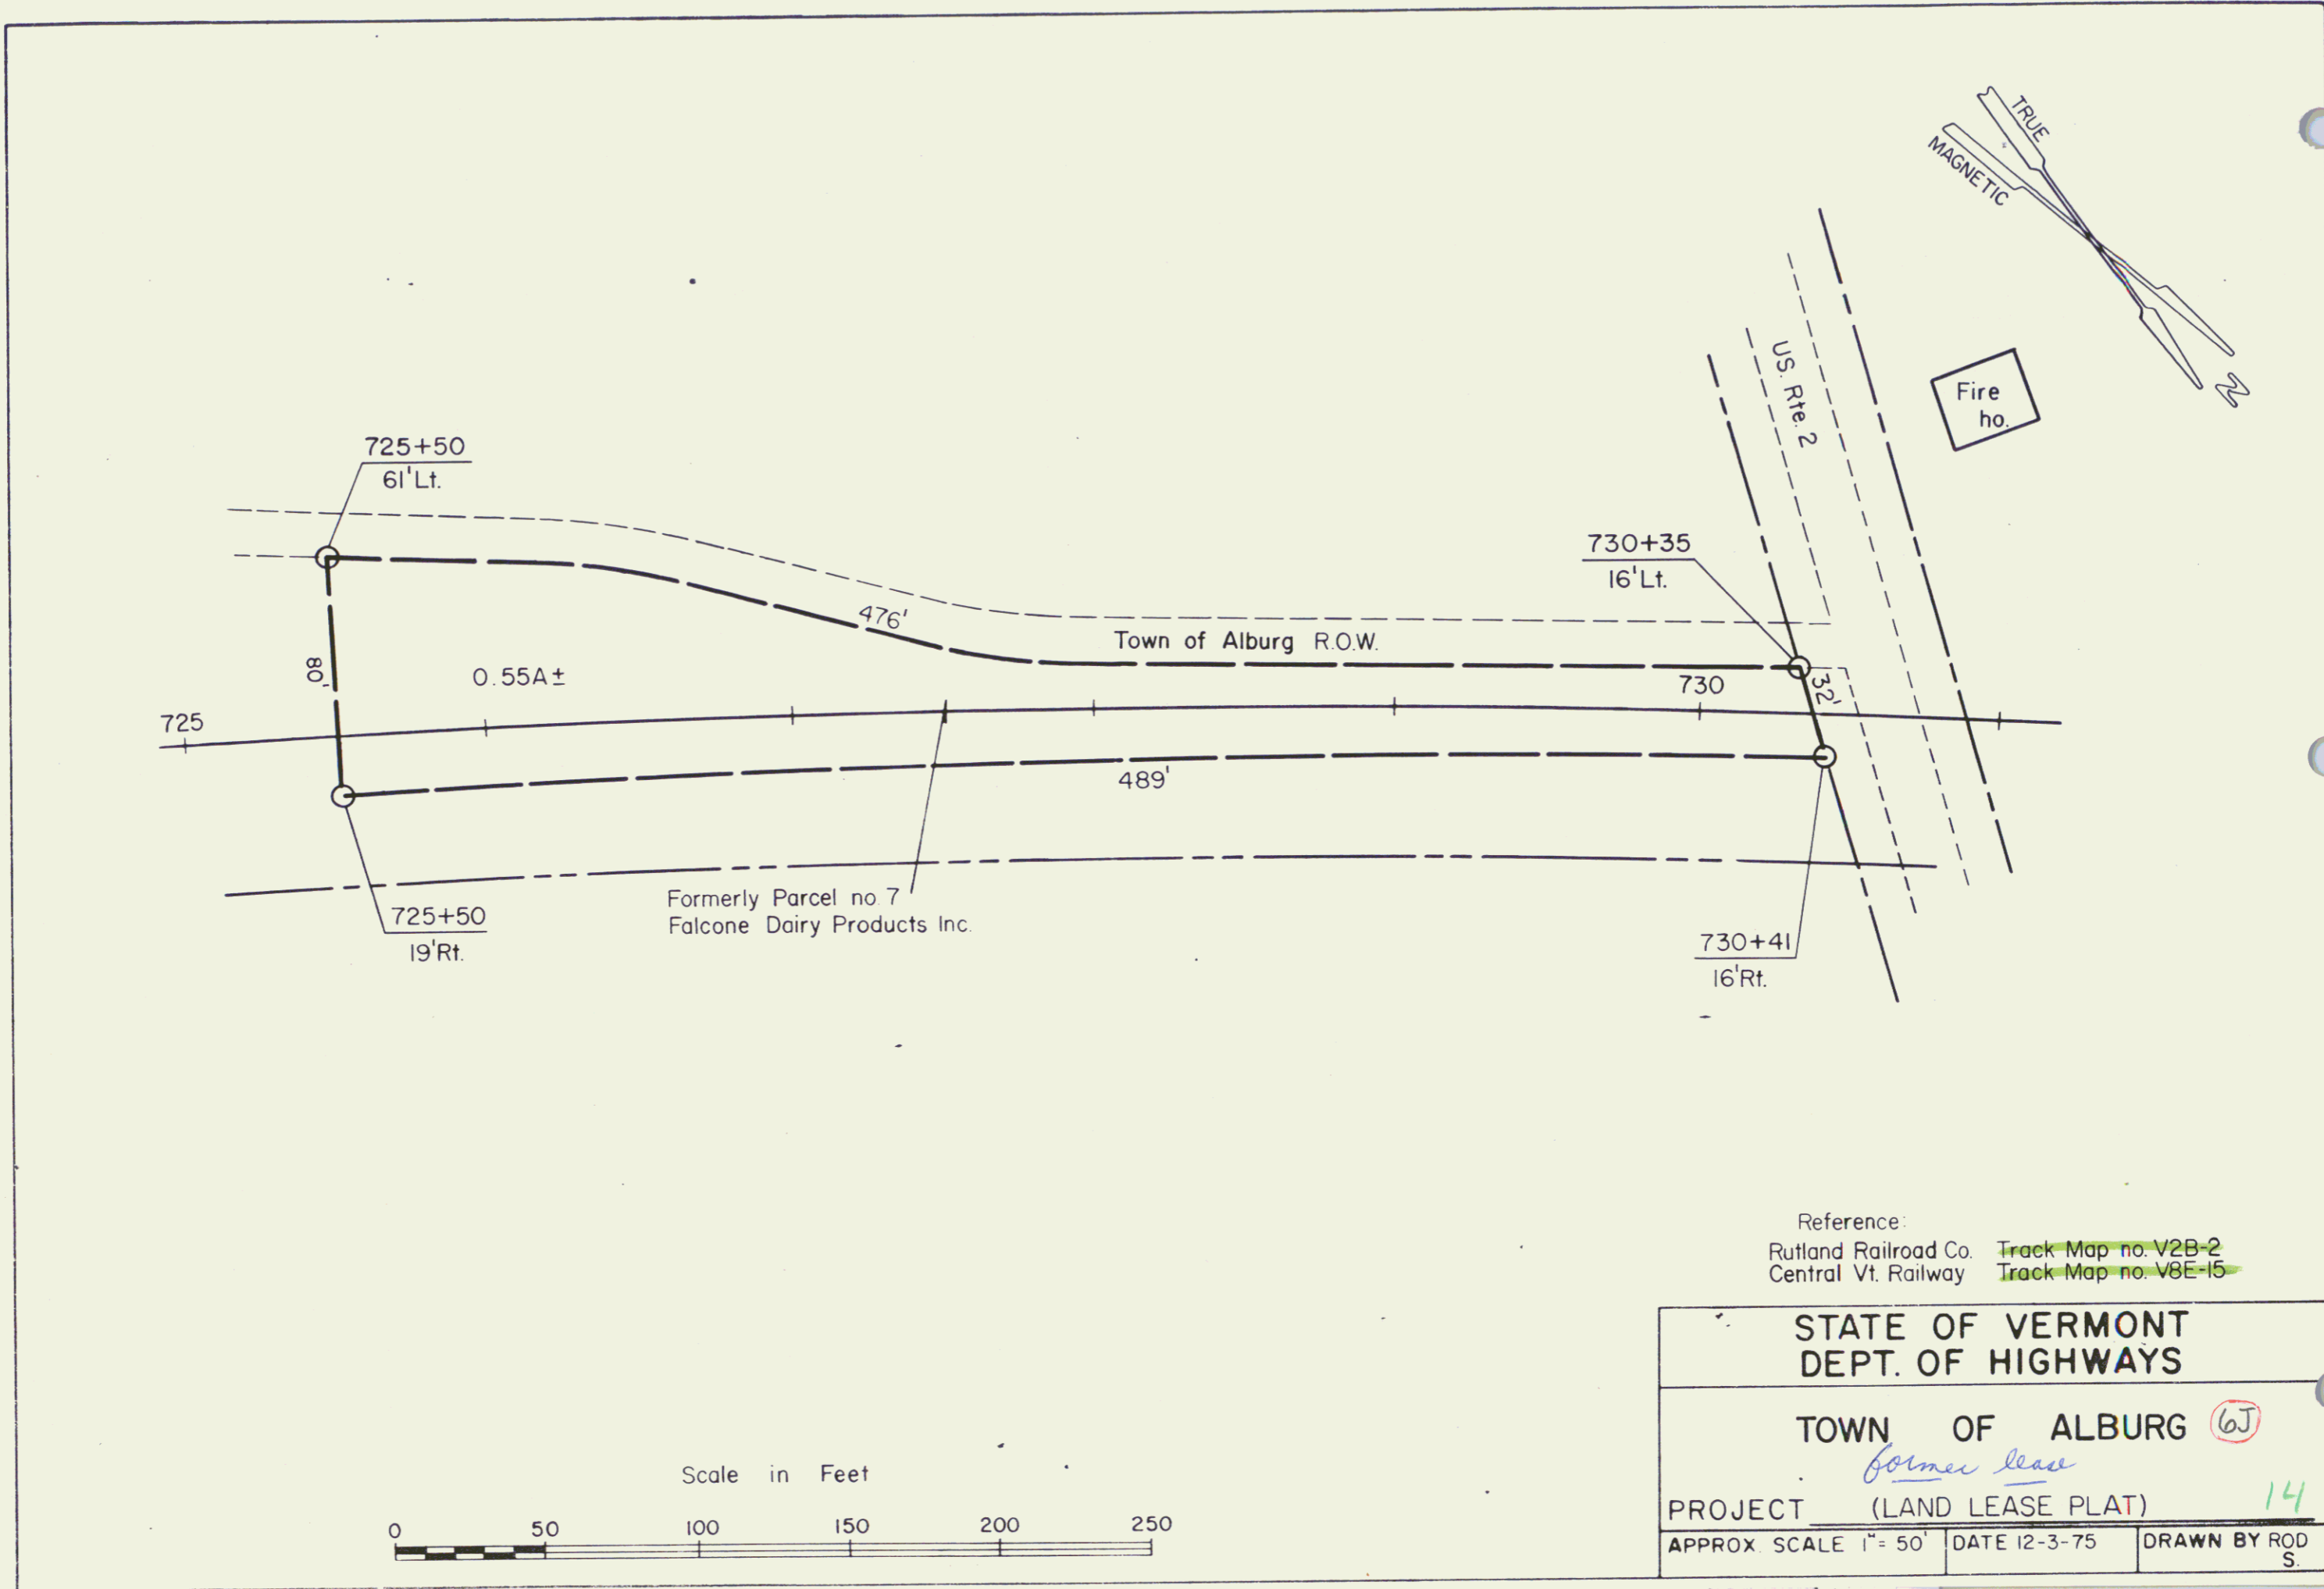 TRUE
MAGNETIC
N
US. Rte. 2
Fire
ho.
725+50
61'Lt.
730+35
16'Lt.
476'
Town of Alburg R.O.W.
80'
0.55A±
730
32'
725
489'
Formerly Parcel no. 7
Falcone Dairy Products Inc.
725+50
19'Rt.
730+41
16'Rt.
Reference:
Rutland Railroad Co. Track Map no. V2B-2
Central Vt. Railway Track Map no. V8E-15
STATE OF VERMONT
DEPT. OF HIGHWAYS
TOWN OF ALBURG 6J
former lease
PROJECT (LAND LEASE PLAT) 14
APPROX. SCALE 1"= 50' DATE 12-3-75 DRAWN BY ROD
S.
Scale in Feet
0 50 100 150 200 250